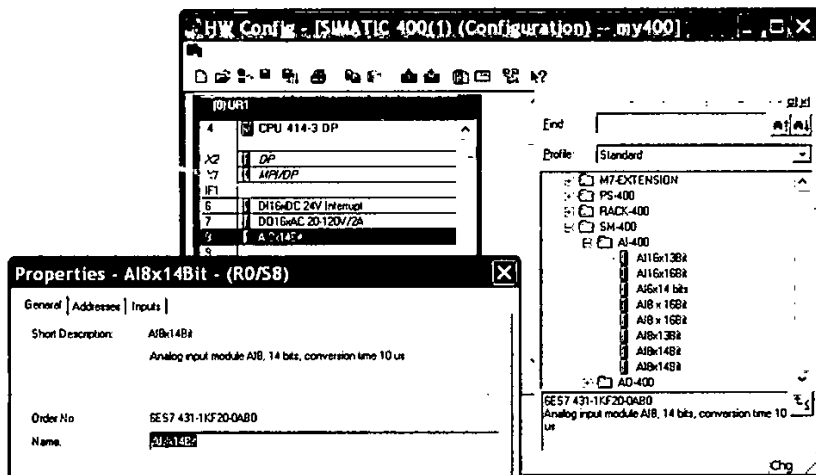 HW Config - [SIMATIC 400(1) (Configuration) -- my400]
(0) UR1
4 CPU 414-3 DP
X2 DP
MPI/DP
IF1
6 DI16xDC 24V Interrupt
7 DO16xAC 20-120V/2A
8 AI8x14Bit
9
Find
Profile: Standard
M7-EXTENSION
PS-400
RACK-400
SM-400
AI-400
AI16x13Bit
AI16x16Bit
AI6x14 bits
AI8 x 16Bit
AI8 x 16Bit
AI8x13Bit
AI8x14Bit
AI8x14Bit
AO-400
6ES7 431-1KF20-0AB0
Analog input module AI8, 14 bits, conversion time 10
us
Chg
Properties - AI8x14Bit - (R0/S8)
General Addresses Inputs
Short Description: AI8x14Bit
Analog input module AI8, 14 bits, conversion time 10 us
Order No 6ES7 431-1KF20-0AB0
Name. AI8x14Bit